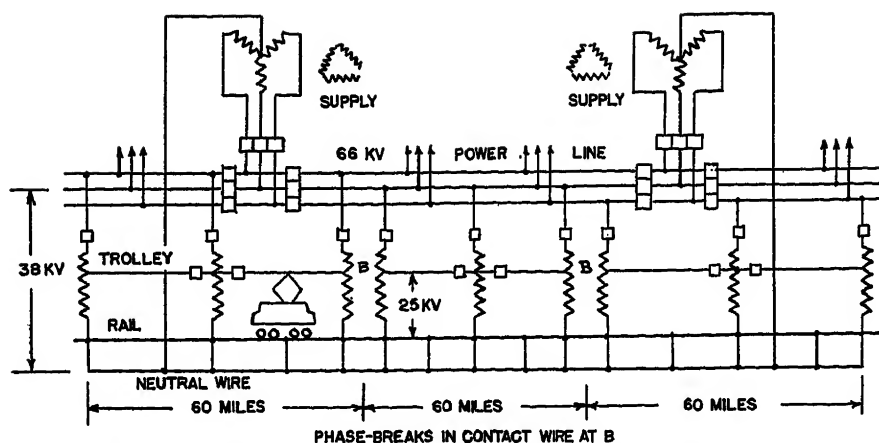 SUPPLY
SUPPLY
66 KV POWER LINE
38 KV
TROLLEY
B
B
25 KV
RAIL
NEUTRAL WIRE
60 MILES
60 MILES
60 MILES
PHASE-BREAKS IN CONTACT WIRE AT B